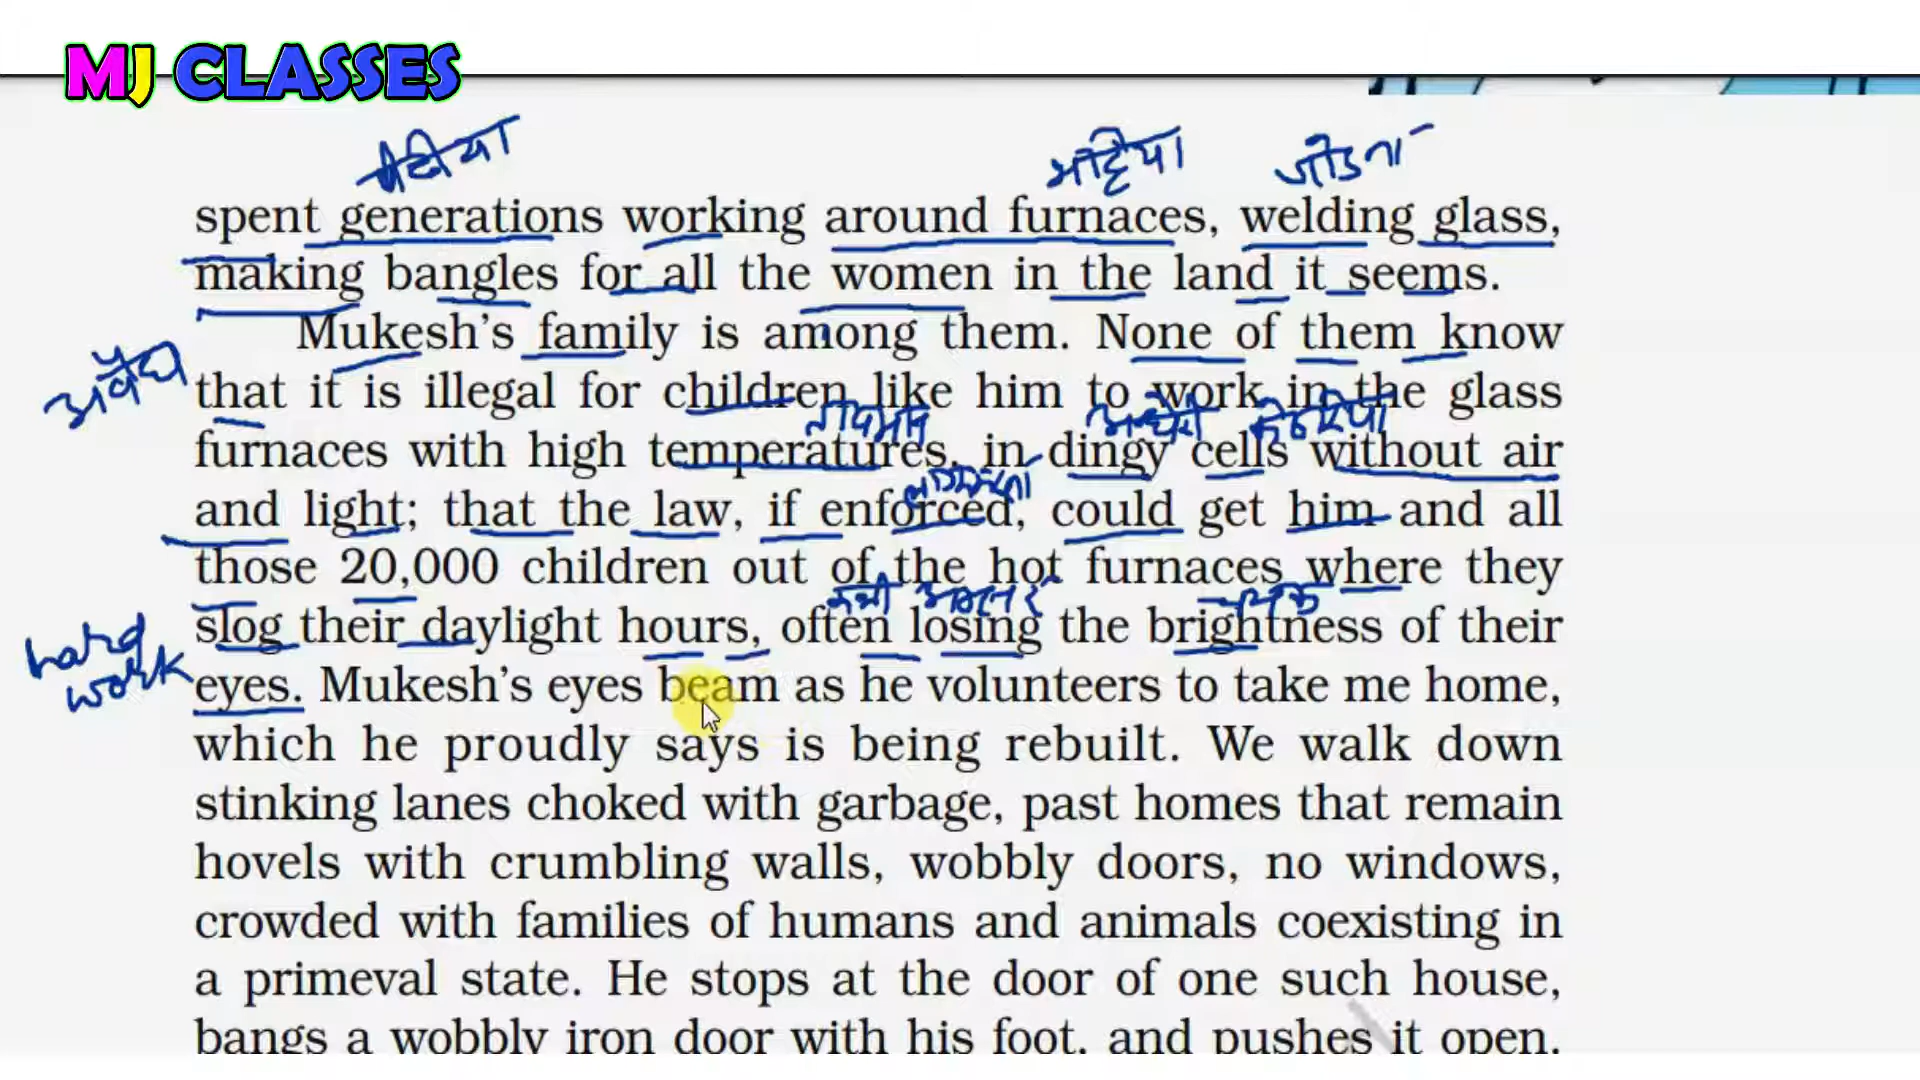 MJ CLASSES
भट्टिया जोडना
spent generations working around furnaces, welding glass,
making bangles for all the women in the land it seems.
Mukesh's family is among them. None of them know
अवैध
that it is illegal for children like him to work in the glass
तापमान
furnaces with high temperatures, in dingy cells without air
and light; that the law, if enforced, could get him and all
those 20,000 children out of the hot furnaces where they
hard
slog their daylight hours, often losing the brightness of their
work
eyes. Mukesh's eyes beam as he volunteers to take me home,
which he proudly says is being rebuilt. We walk down
stinking lanes choked with garbage, past homes that remain
hovels with crumbling walls, wobbly doors, no windows,
crowded with families of humans and animals coexisting in
a primeval state. He stops at the door of one such house,
bangs a wobbly iron door with his foot, and pushes it open.